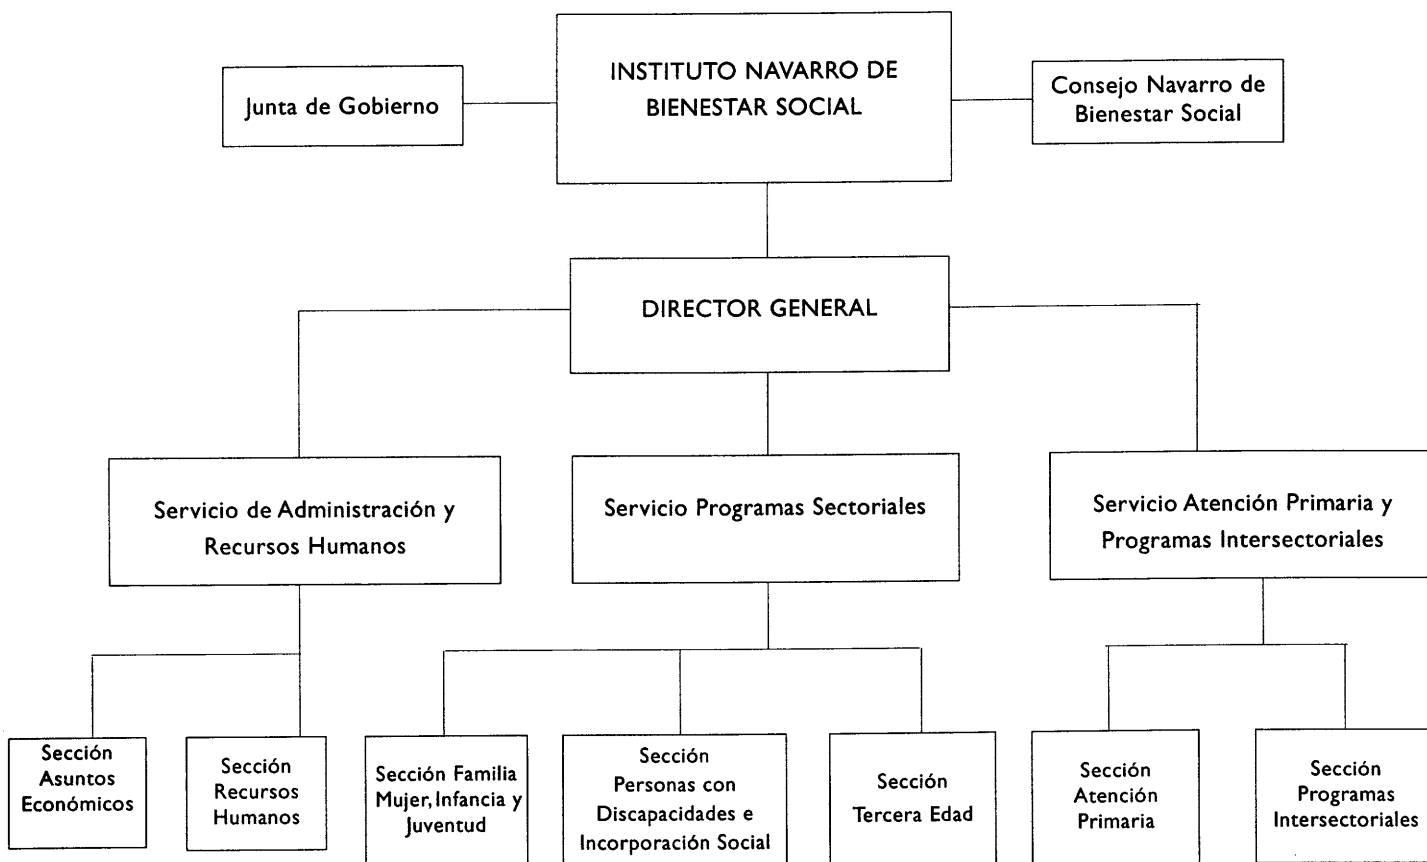 INSTITUTO NAVARRO DE
BIENESTAR SOCIAL
Junta de Gobierno
Consejo Navarro de
Bienestar Social
DIRECTOR GENERAL
Servicio de Administración y
Recursos Humanos
Servicio Programas Sectoriales
Servicio Atención Primaria y
Programas Intersectoriales
Sección
Asuntos
Económicos
Sección
Recursos
Humanos
Sección Familia
Mujer, Infancia y
Juventud
Sección
Personas con
Discapacidades e
Incorporación Social
Sección
Tercera Edad
Sección
Atención
Primaria
Sección
Programas
Intersectoriales